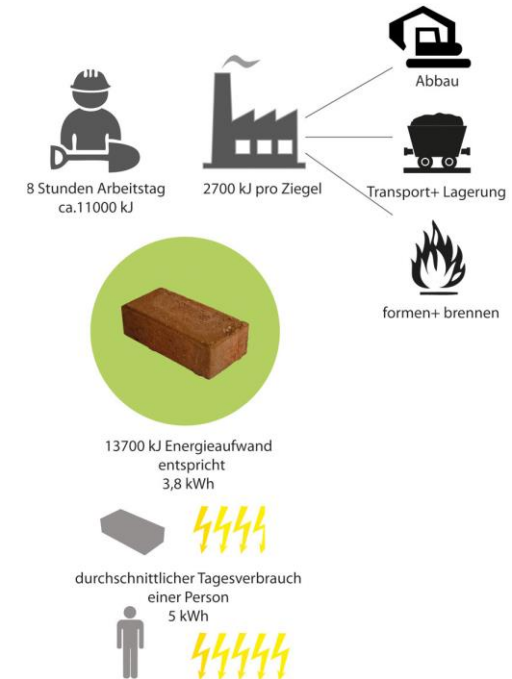 Abbau
8 Stunden Arbeitstag
ca.11000 kJ
2700 kJ pro Ziegel
Transport+ Lagerung
formen+ brennen
13700 kJ Energieaufwand
entspricht
3,8 kWh
durchschnittlicher Tagesverbrauch
einer Person
5 kWh